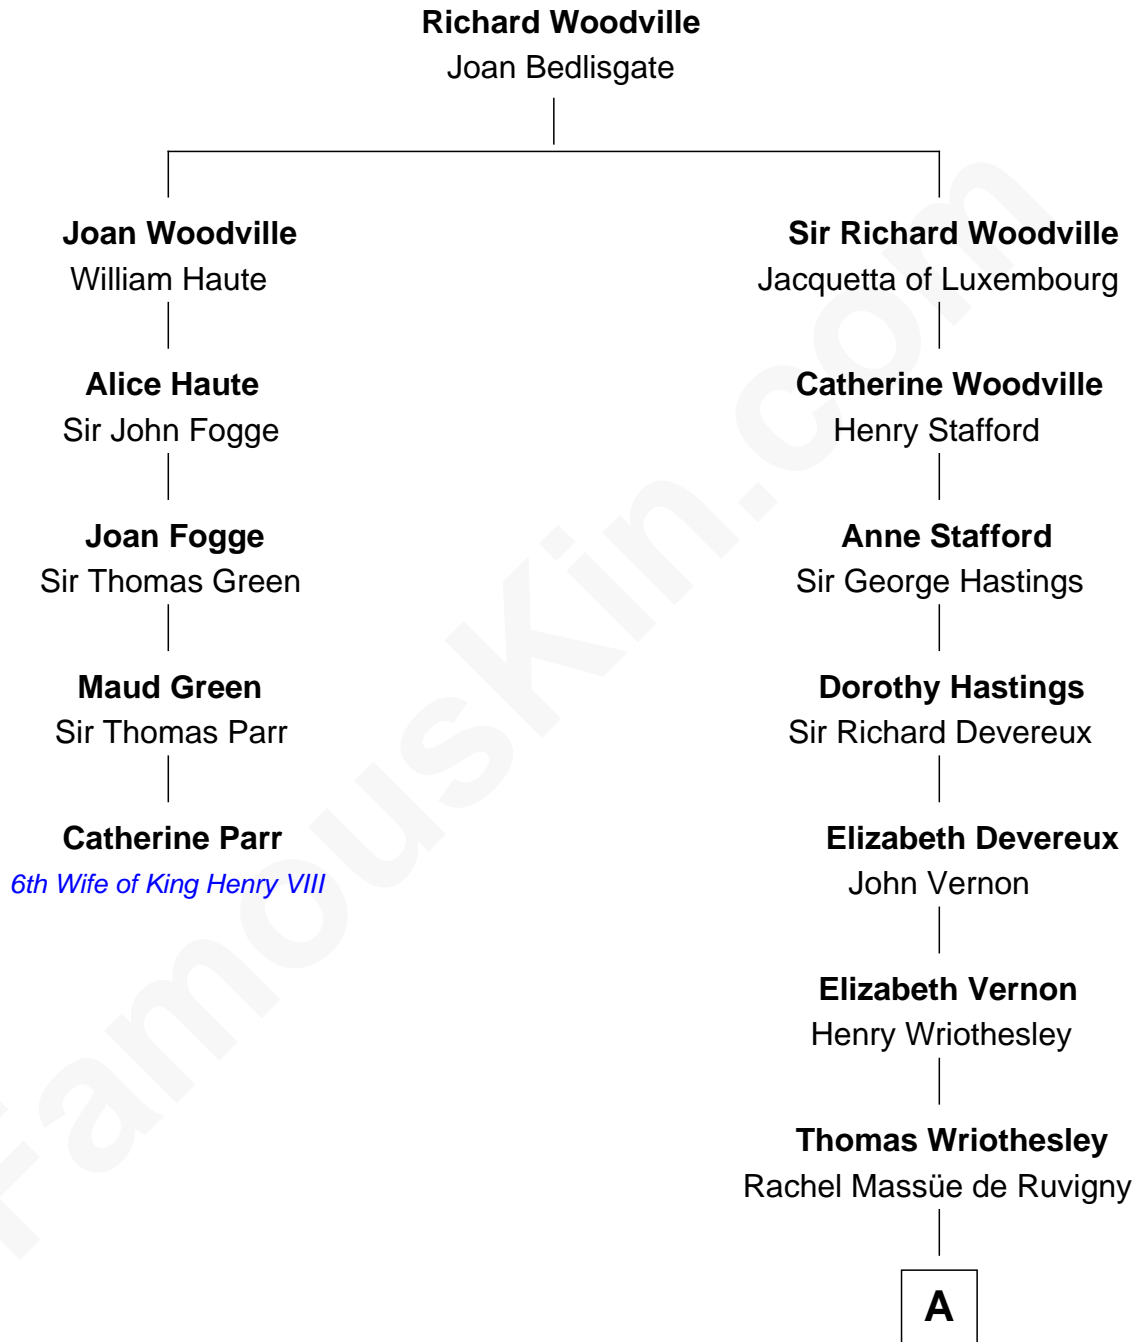 Richard Woodville
Joan Bedlisgate
Joan Woodville
William Haute
Sir Richard Woodville
Jacquetta of Luxembourg
Alice Haute
Sir John Fogge
Catherine Woodville
Henry Stafford
Joan Fogge
Sir Thomas Green
Anne Stafford
Sir George Hastings
Maud Green
Sir Thomas Parr
Dorothy Hastings
Sir Richard Devereux
Catherine Parr
6th Wife of King Henry VIII
Elizabeth Devereux
John Vernon
Elizabeth Vernon
Henry Wriothesley
Thomas Wriothesley
Rachel Massüe de Ruvigny
A
FamousKin.com